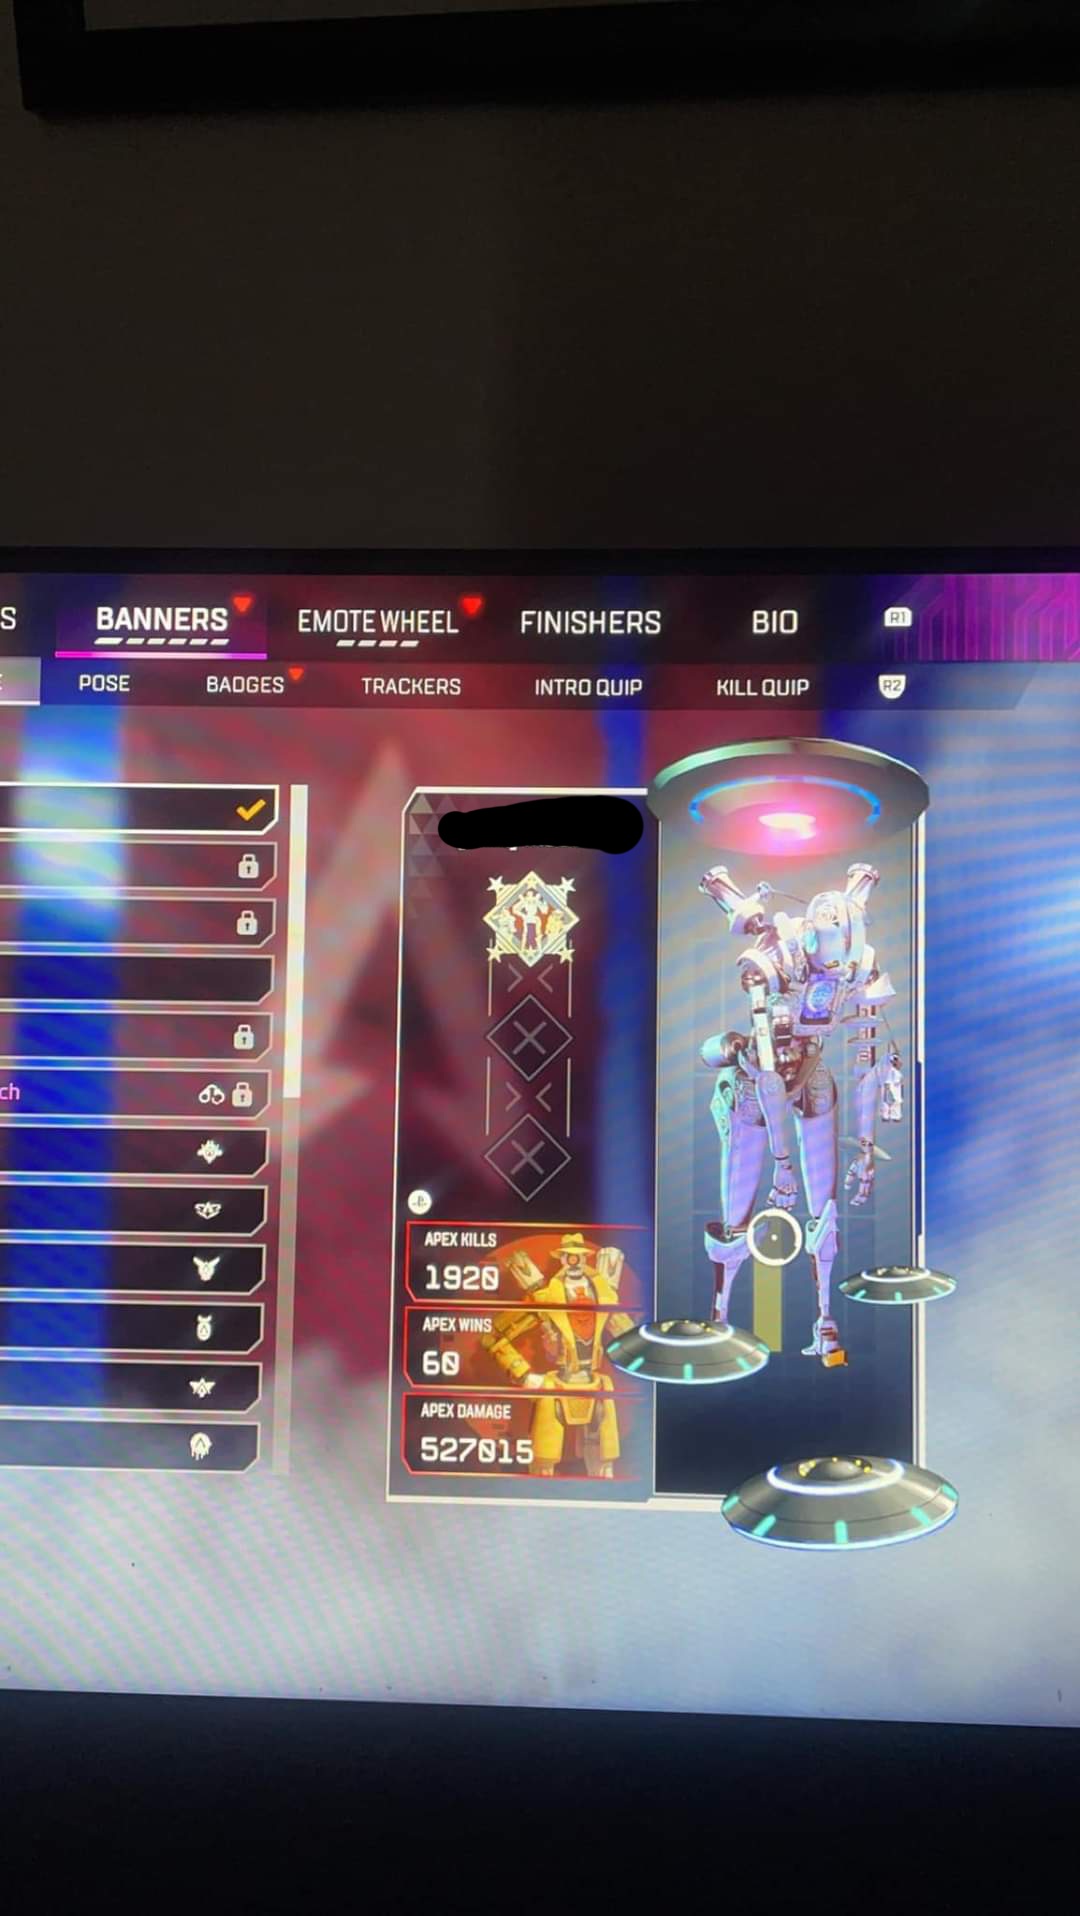 S BANNERS EMOTE WHEEL FINISHERS BIO R1
POSE BADGES TRACKERS INTRO QUIP KILL QUIP R2
ch
APEX KILLS
1920
APEX WINS
60
APEX DAMAGE
527015